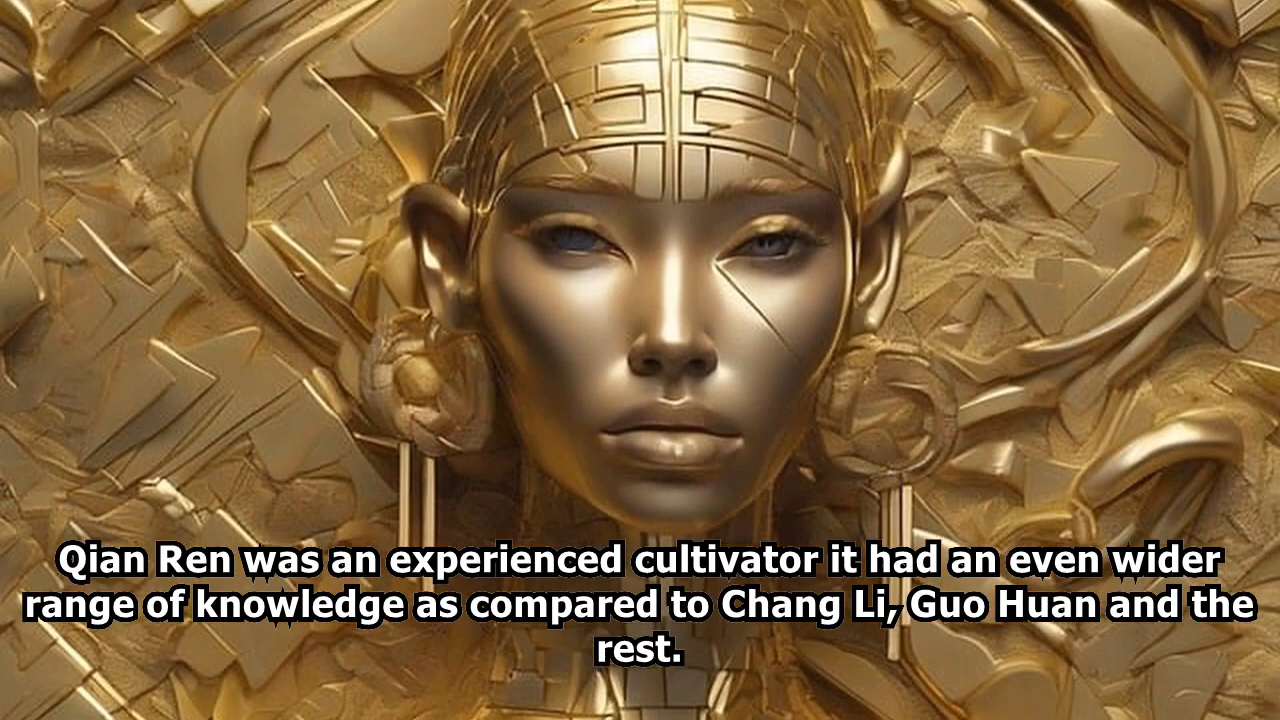 Qian Ren was an experienced cultivator it had an even wider
range of knowledge as compared to Chang Li, Guo Huan and the
rest.